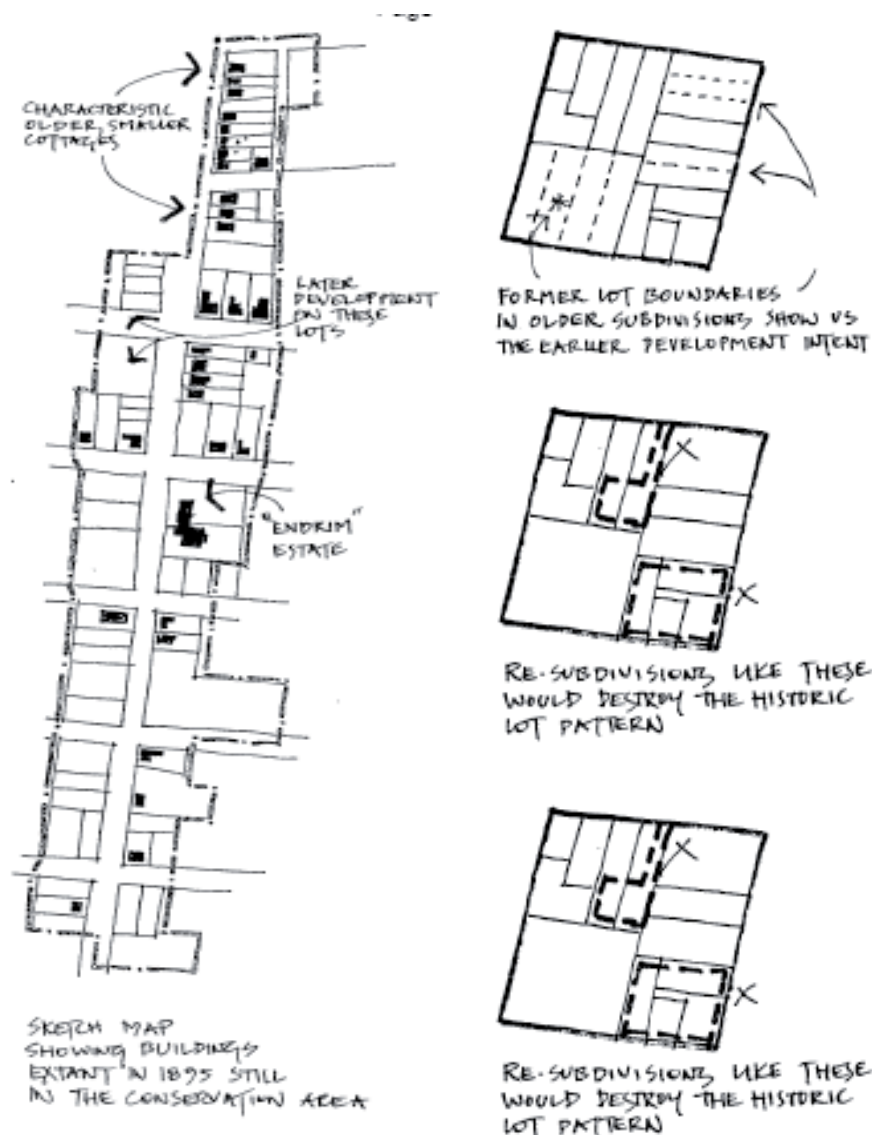 CHARACTERISTIC
OLDER, SMALLER
COTTAGES
LATER
DEVELOPMENT
ON THESE
LOTS
"ENDRIM"
ESTATE
SKETCH MAP
SHOWING BUILDINGS
EXTANT IN 1895 STILL
IN THE CONSERVATION AREA
FORMER LOT BOUNDARIES
IN OLDER SUBDIVISIONS SHOW US
THE EARLIER DEVELOPMENT INTENT
RE-SUBDIVISIONS LIKE THESE
WOULD DESTROY THE HISTORIC
LOT PATTERN
RE-SUBDIVISIONS LIKE THESE
WOULD DESTROY THE HISTORIC
LOT PATTERN